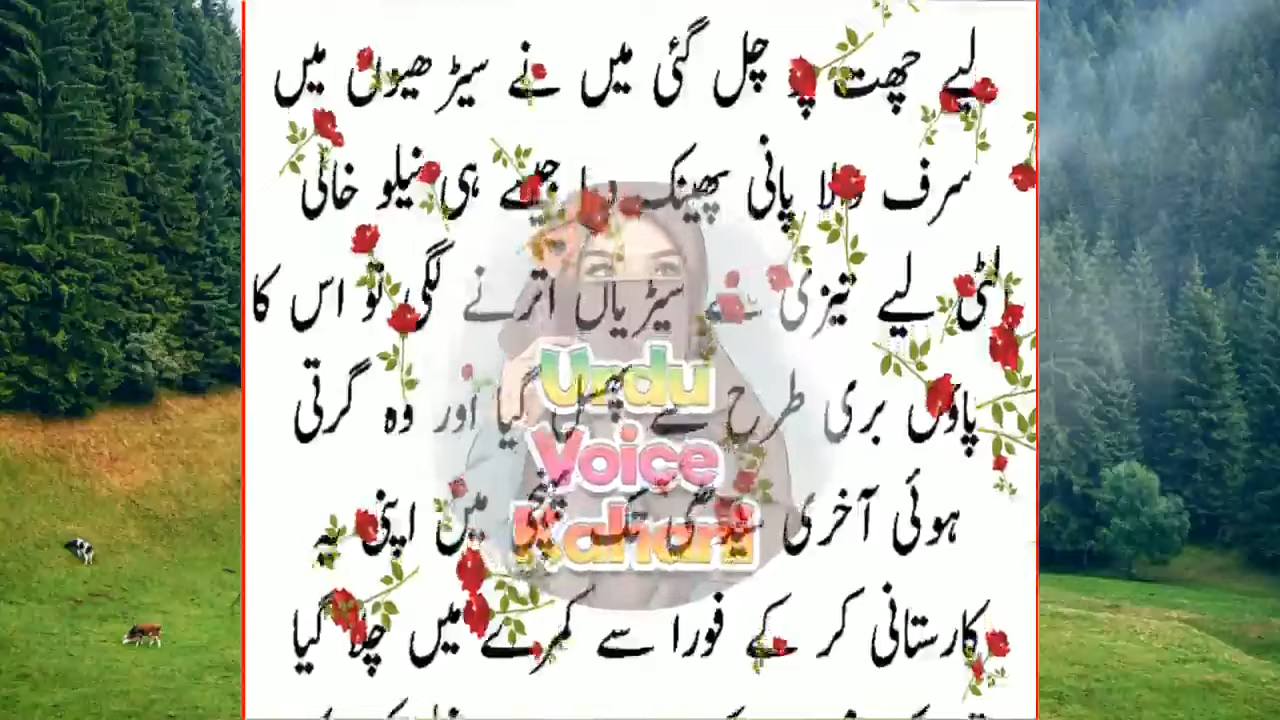 لیے چھت پر چل گئی میں نے سیڑھیوں میں
سرف والا پانی پھینک دیا جیسے ہی نیلو خالی
بالٹی لیے تیزی سے سیڑیاں اترنے لگی تو اس کا
پاؤں بری طرح سے پھسل گیا اور وہ گرتی
ہوئی آخری سیڑھی تک پہنچی میں اپنی یہ
کارستانی کر کے فورا سے کمرے میں چلا گیا
Urdu
Voice
Kahani